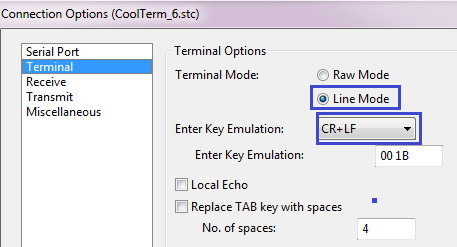 Connection Options (CoolTerm_6.stc)
Serial Port
Terminal
Receive
Transmit
Miscellaneous
Terminal Options
Terminal Mode:
Raw Mode
Line Mode
Enter Key Emulation:
CR+LF
Enter Key Emulation:
00 1B
Local Echo
Replace TAB key with spaces
No. of spaces:
4